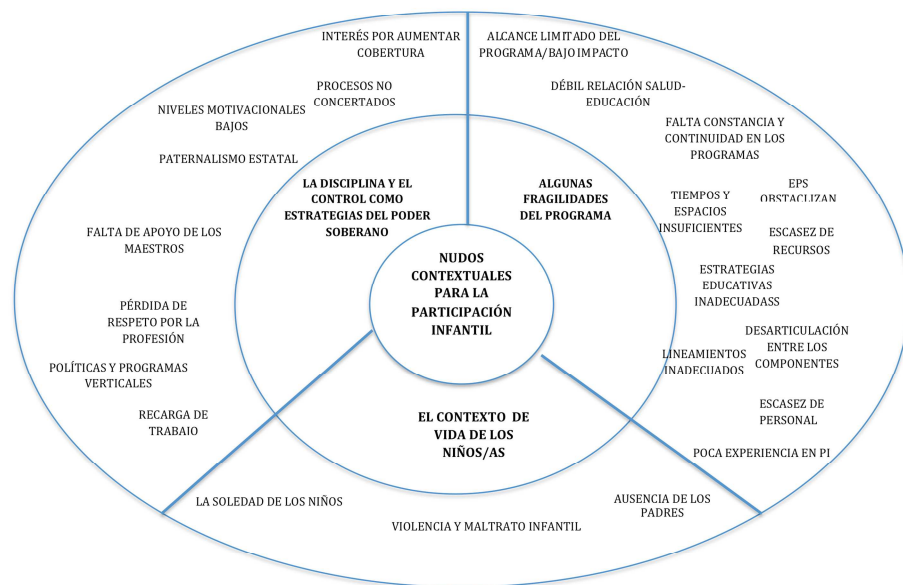 INTERÉS POR AUMENTAR
COBERTURA
PROCESOS NO
CONCERTADOS
NIVELES MOTIVACIONALES
BAJOS
PATERNALISMO ESTATAL
FALTA DE APOYO DE LOS
MAESTROS
PÉRDIDA DE
RESPETO POR LA
PROFESIÓN
POLÍTICAS Y PROGRAMAS
VERTICALES
RECARGA DE
TRABAJO
LA DISCIPLINA Y EL
CONTROL COMO
ESTRATEGIAS DEL PODER
SOBERANO
ALCANCE LIMITADO DEL
PROGRAMA/BAJO IMPACTO
DÉBIL RELACIÓN SALUD-
EDUCACIÓN
FALTA CONSTANCIA Y
CONTINUIDAD EN LOS
PROGRAMAS
ALGUNAS
FRAGILIDADES
DEL PROGRAMA
TIEMPOS Y
ESPACIOS
INSUFICIENTES
EPS
OBSTACLIZAN
ESCASEZ DE
RECURSOS
ESTRATEGIAS
EDUCATIVAS
INADECUADASS
DESARTICULACIÓN
ENTRE LOS
COMPONENTES
LINEAMIENTOS
INADECUADOS
ESCASEZ DE
PERSONAL
POCA EXPERIENCIA EN PI
NUDOS
CONTEXTUALES
PARA LA
PARTICIPACIÓN
INFANTIL
EL CONTEXTO DE
VIDA DE LOS
NIÑOS/AS
LA SOLEDAD DE LOS NIÑOS
VIOLENCIA Y MALTRATO INFANTIL
AUSENCIA DE LOS
PADRES